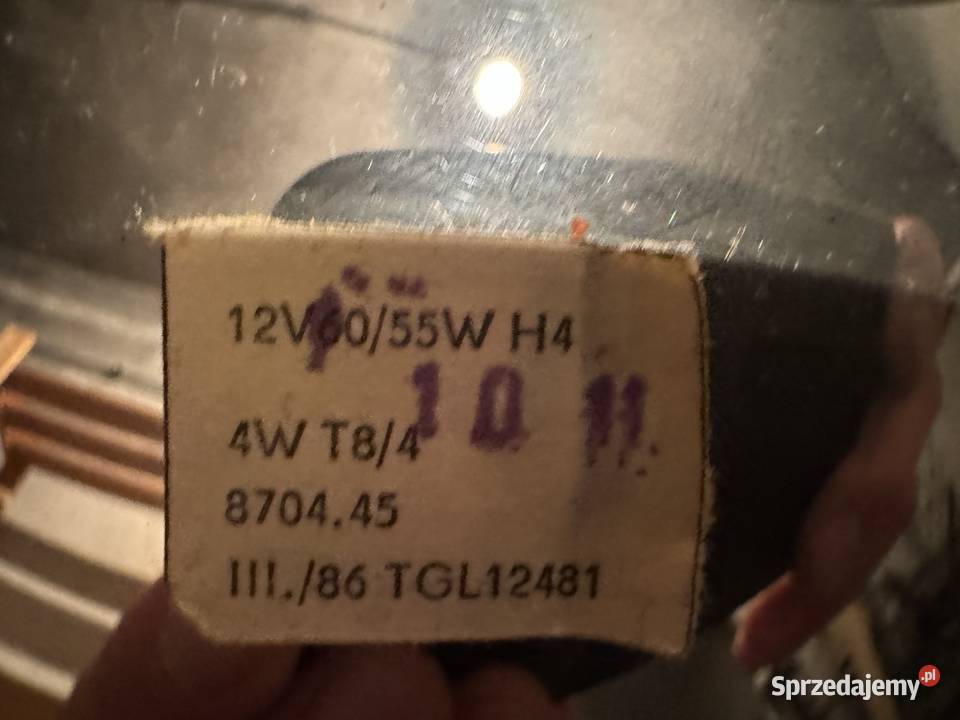 12V60/55W H4
10 11
4W T8/4
8704.45
III./86 TGL12481
Sprzedajemy.pl